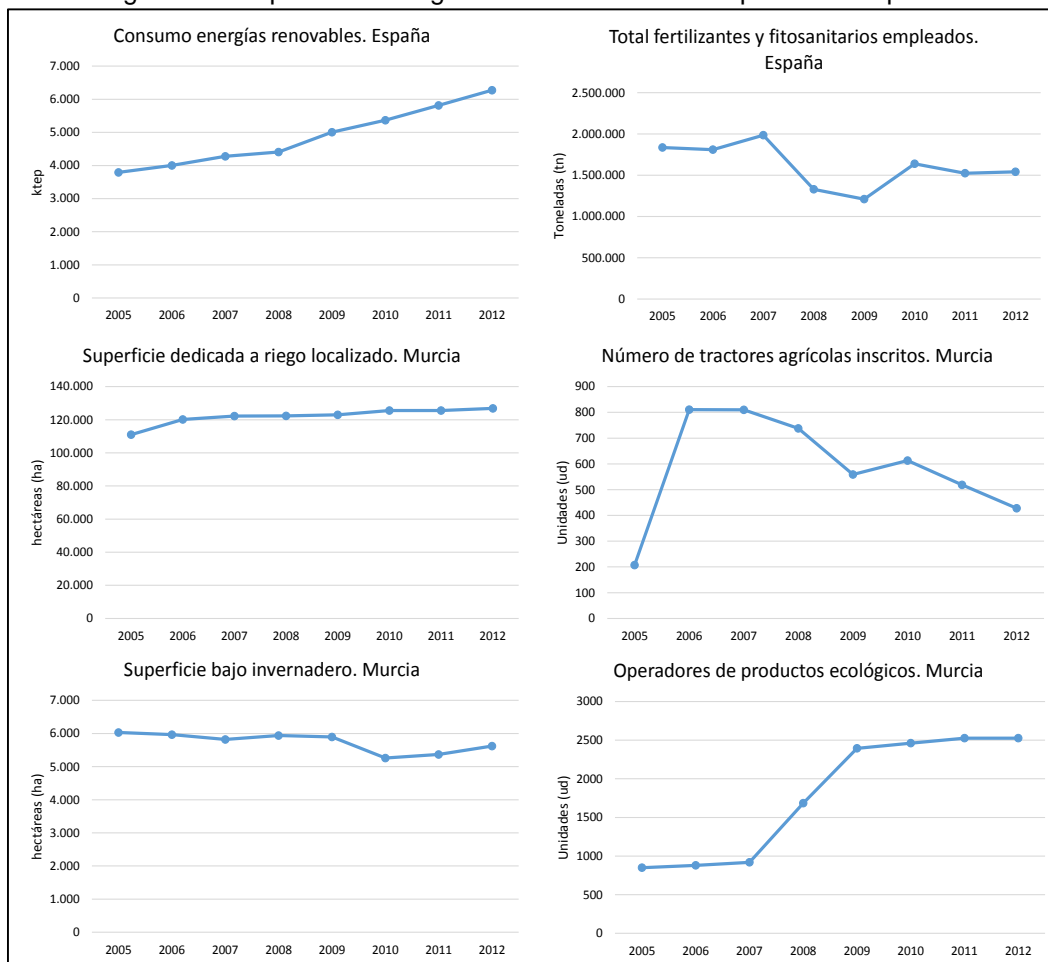 Consumo energías renovables. España
7.000
6.000
5.000
4.000
3.000
2.000
1.000
0
ktep
2005 2006 2007 2008 2009 2010 2011 2012
Total fertilizantes y fitosanitarios empleados.
España
2.500.000
2.000.000
1.500.000
1.000.000
500.000
0
Toneladas (tn)
2005 2006 2007 2008 2009 2010 2011 2012
Superficie dedicada a riego localizado. Murcia
140.000
120.000
100.000
80.000
60.000
40.000
20.000
0
hectáreas (ha)
2005 2006 2007 2008 2009 2010 2011 2012
Número de tractores agrícolas inscritos. Murcia
900
800
700
600
500
400
300
200
100
0
Unidades (ud)
2005 2006 2007 2008 2009 2010 2011 2012
Superficie bajo invernadero. Murcia
7.000
6.000
5.000
4.000
3.000
2.000
1.000
0
hectáreas (ha)
2005 2006 2007 2008 2009 2010 2011 2012
Operadores de productos ecológicos. Murcia
3000
2500
2000
1500
1000
500
0
Unidades (ud)
2005 2006 2007 2008 2009 2010 2011 2012